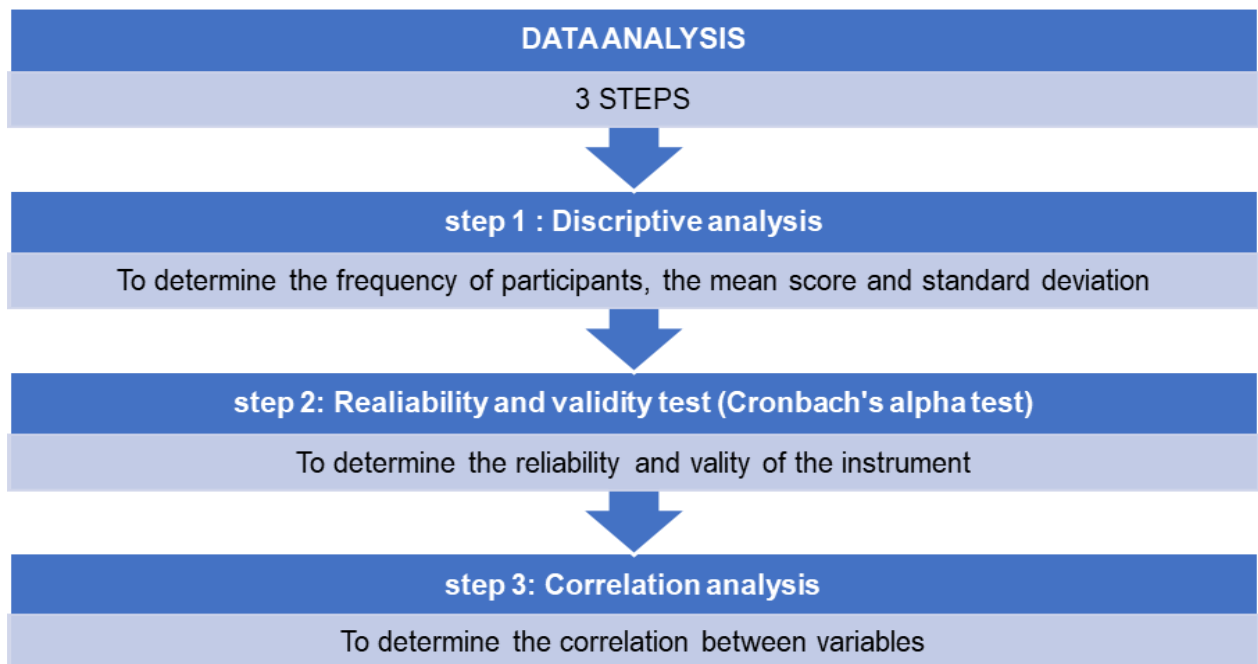 DATA ANALYSIS
3 STEPS
step 1 : Discriptive analysis
To determine the frequency of participants, the mean score and standard deviation
step 2: Realiability and validity test (Cronbach's alpha test)
To determine the reliability and vality of the instrument
step 3: Correlation analysis
To determine the correlation between variables